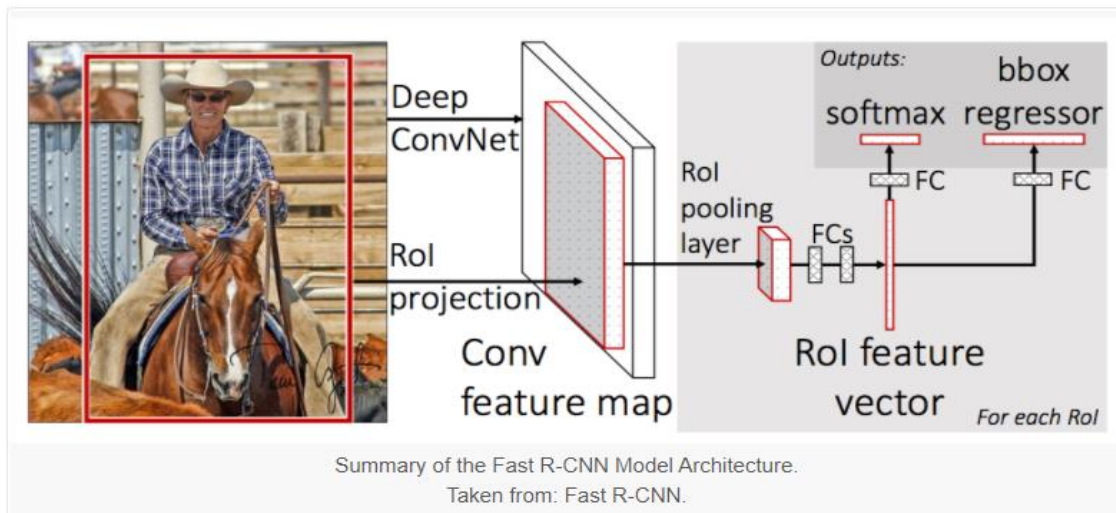 Deep
ConvNet
RoI
projection
Conv
feature map
RoI
pooling
layer
FCs
RoI feature
vector
For each RoI
Outputs:
softmax
bbox
regressor
FC
FC
Summary of the Fast R-CNN Model Architecture.
Taken from: Fast R-CNN.